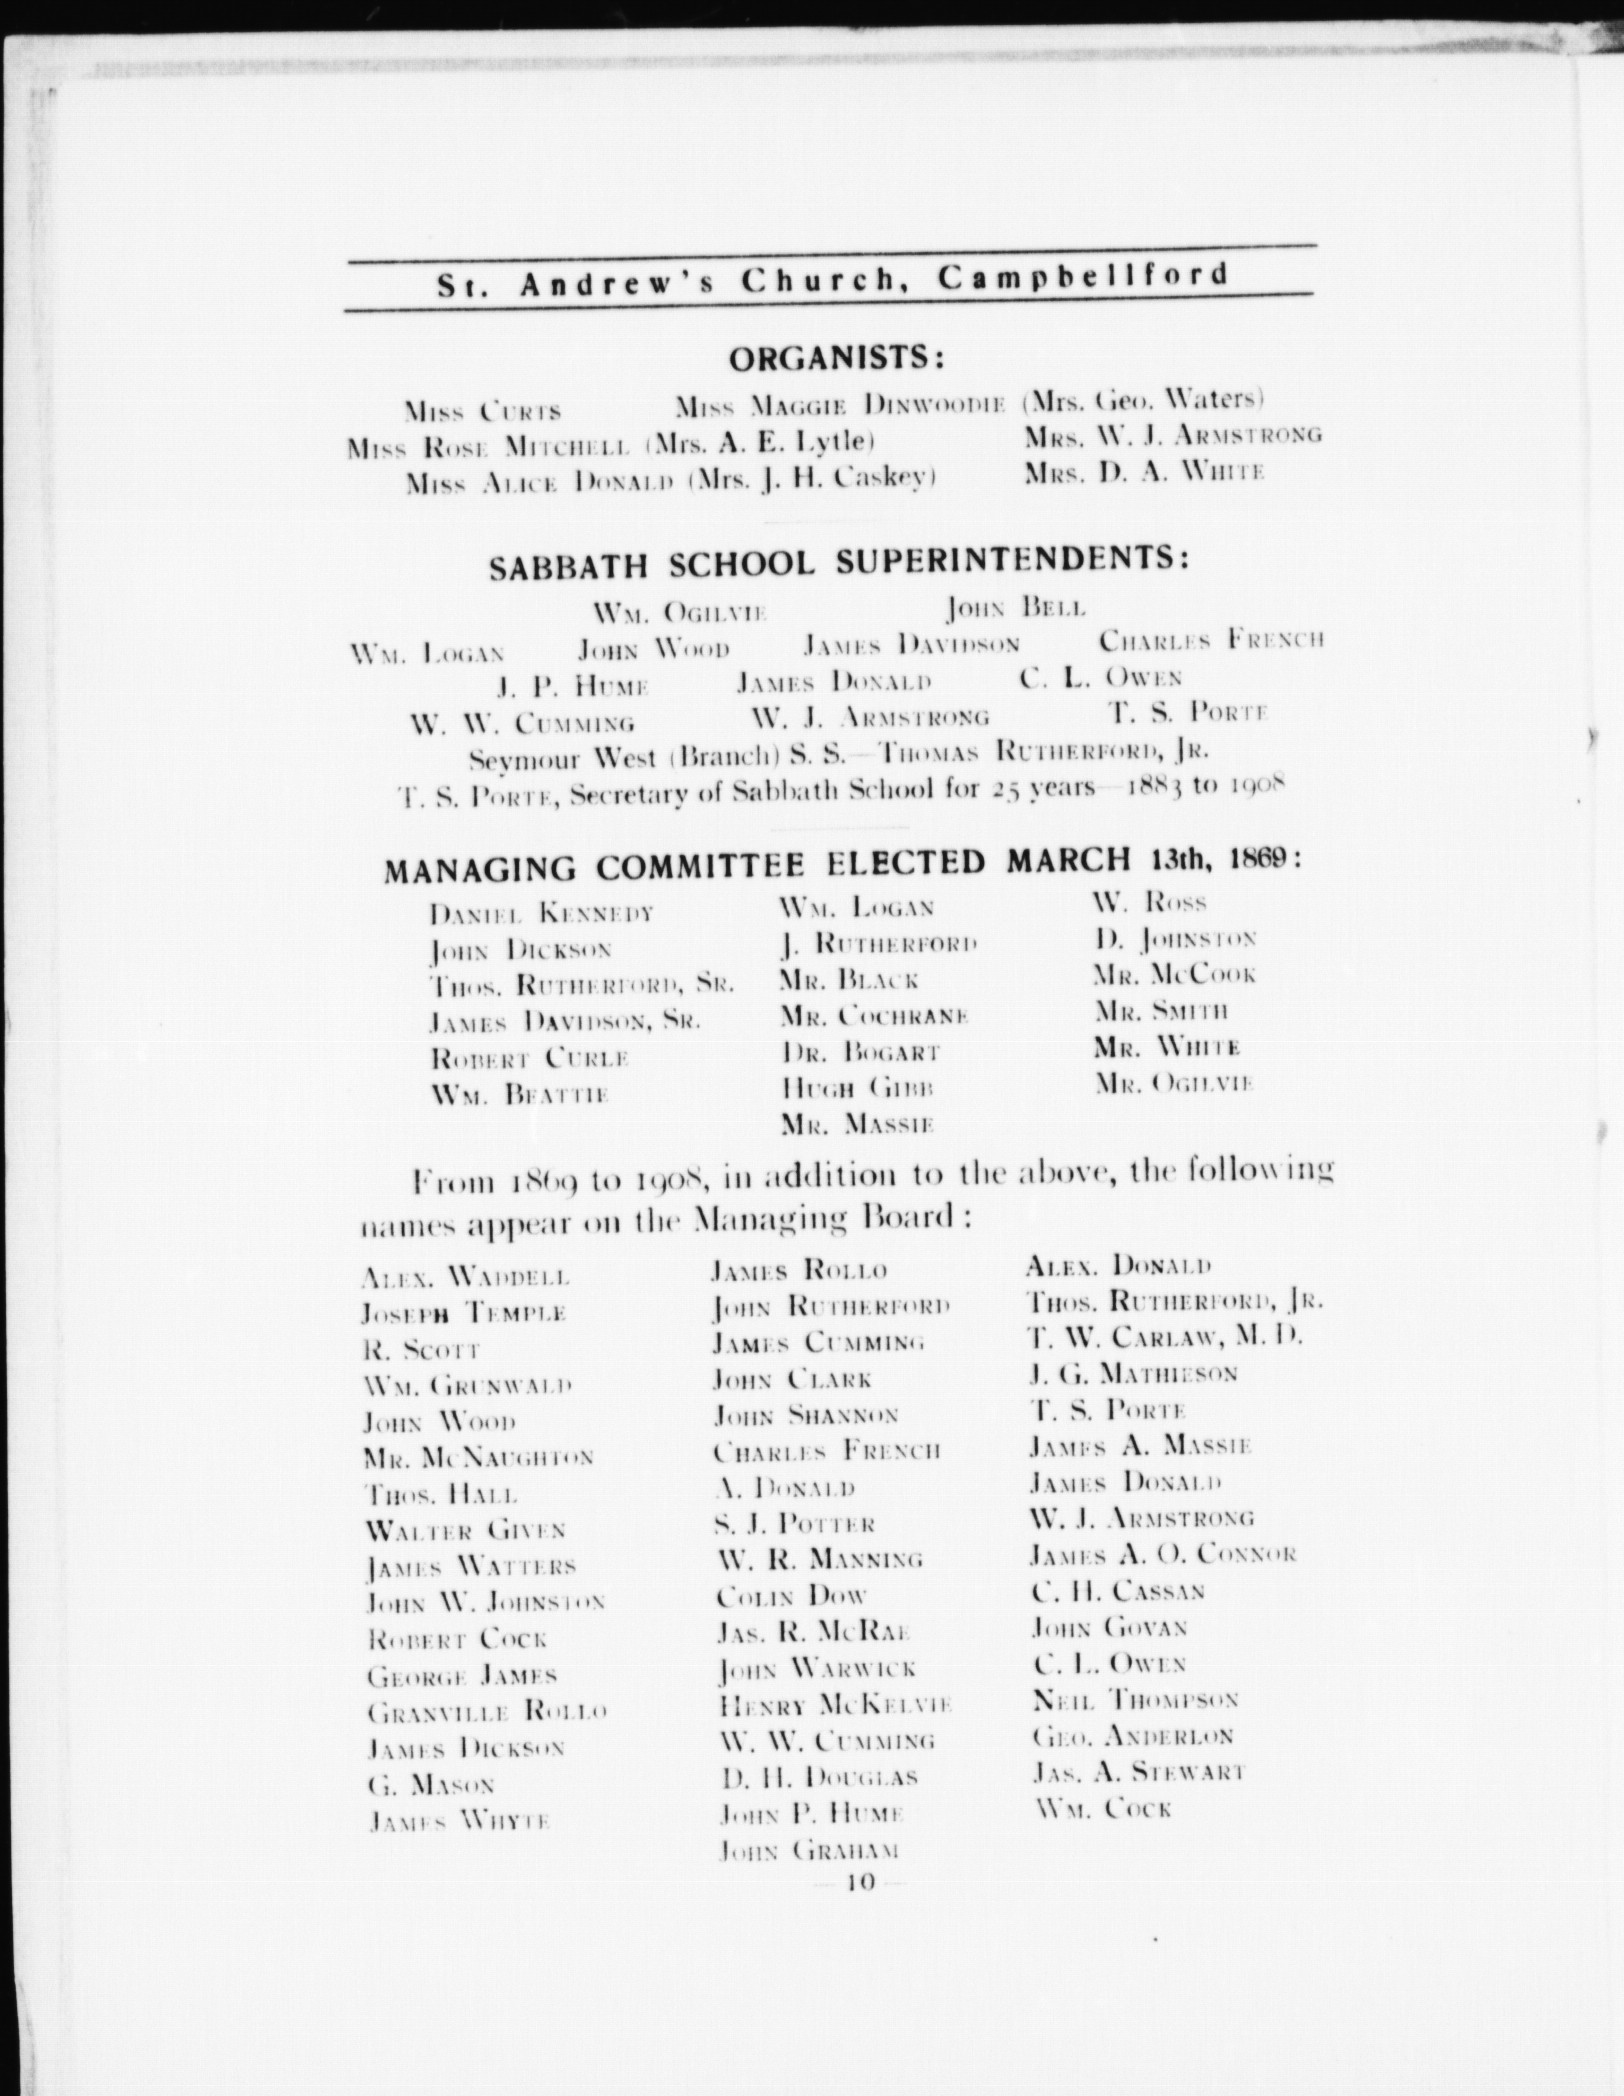 St. Andrew's Church, Campbellford
ORGANISTS:
Miss Curts Miss Maggie Dinwoodie (Mrs. Geo. Waters)
Miss Rose Mitchell (Mrs. A. E. Lytle) Mrs. W. J. Armstrong
Miss Alice Donald (Mrs. J. H. Caskey) Mrs. D. A. White
SABBATH SCHOOL SUPERINTENDENTS:
Wm. Ogilvie John Bell
Wm. Logan John Wood James Davidson Charles French
J. P. Hume James Donald C. L. Owen
W. W. Cumming W. J. Armstrong T. S. Porte
Seymour West (Branch) S. S.—Thomas Rutherford, Jr.
T. S. Porte, Secretary of Sabbath School for 25 years—1883 to 1908
MANAGING COMMITTEE ELECTED MARCH 13th, 1869:
Daniel Kennedy Wm. Logan W. Ross
John Dickson J. Rutherford D. Johnston
Thos. Rutherford, Sr. Mr. Black Mr. McCook
James Davidson, Sr. Mr. Cochrane Mr. Smith
Robert Curle Dr. Bogart Mr. White
Wm. Beattie Hugh Gibb Mr. Ogilvie
Mr. Massie
From 1869 to 1908, in addition to the above, the following
names appear on the Managing Board:
Alex. Waddell James Rollo Alex. Donald
Joseph Temple John Rutherford Thos. Rutherford, Jr.
R. Scott James Cumming T. W. Carlaw, M. D.
Wm. Grunwald John Clark J. G. Mathieson
John Wood John Shannon T. S. Porte
Mr. McNaughton Charles French James A. Massie
Thos. Hall A. Donald James Donald
Walter Given S. J. Potter W. J. Armstrong
James Watters W. R. Manning James A. O. Connor
John W. Johnston Colin Dow C. H. Cassan
Robert Cock Jas. R. McRae John Govan
George James John Warwick C. L. Owen
Granville Rollo Henry McKelvie Neil Thompson
James Dickson W. W. Cumming Geo. Anderlon
G. Mason D. H. Douglas Jas. A. Stewart
James Whyte John P. Hume Wm. Cock
John Graham
—10—